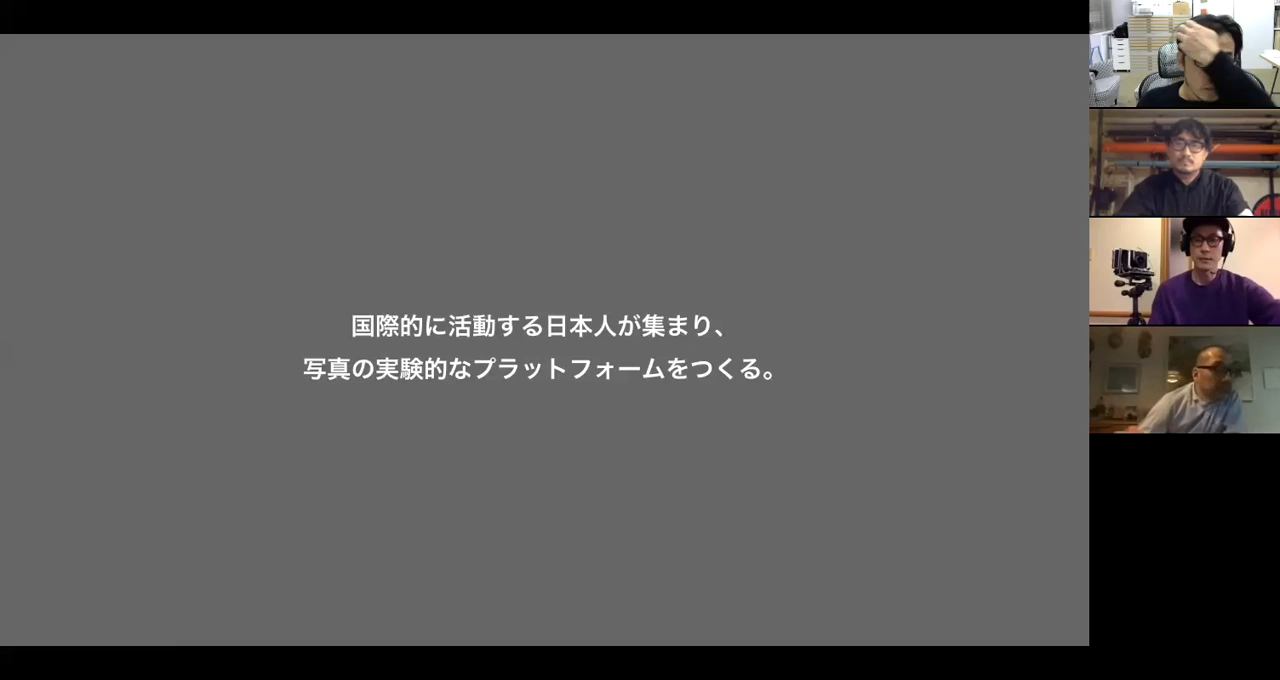 国際的に活動する日本人が集まり、
写真の実験的なプラットフォームをつくる。